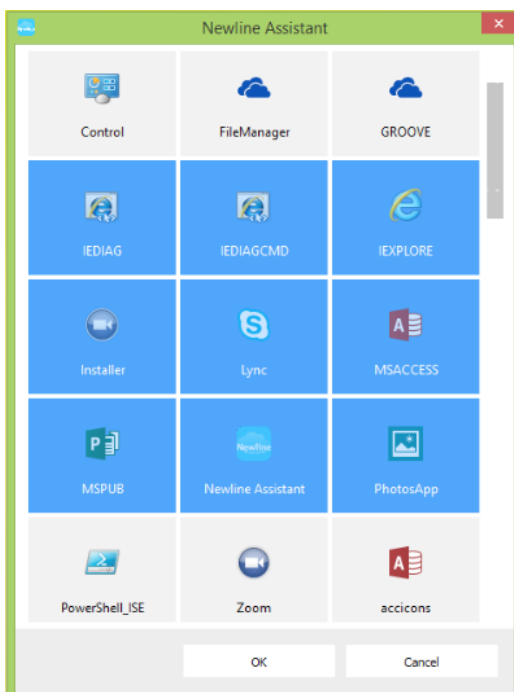 Newline Assistant
Control FileManager GROOVE
IEDIAG IEDIAGCMD IEXPLORE
Installer Lync MSACCESS
Newline
MSPUB Newline Assistant PhotosApp
PowerShell_ISE Zoom accicons
OK Cancel